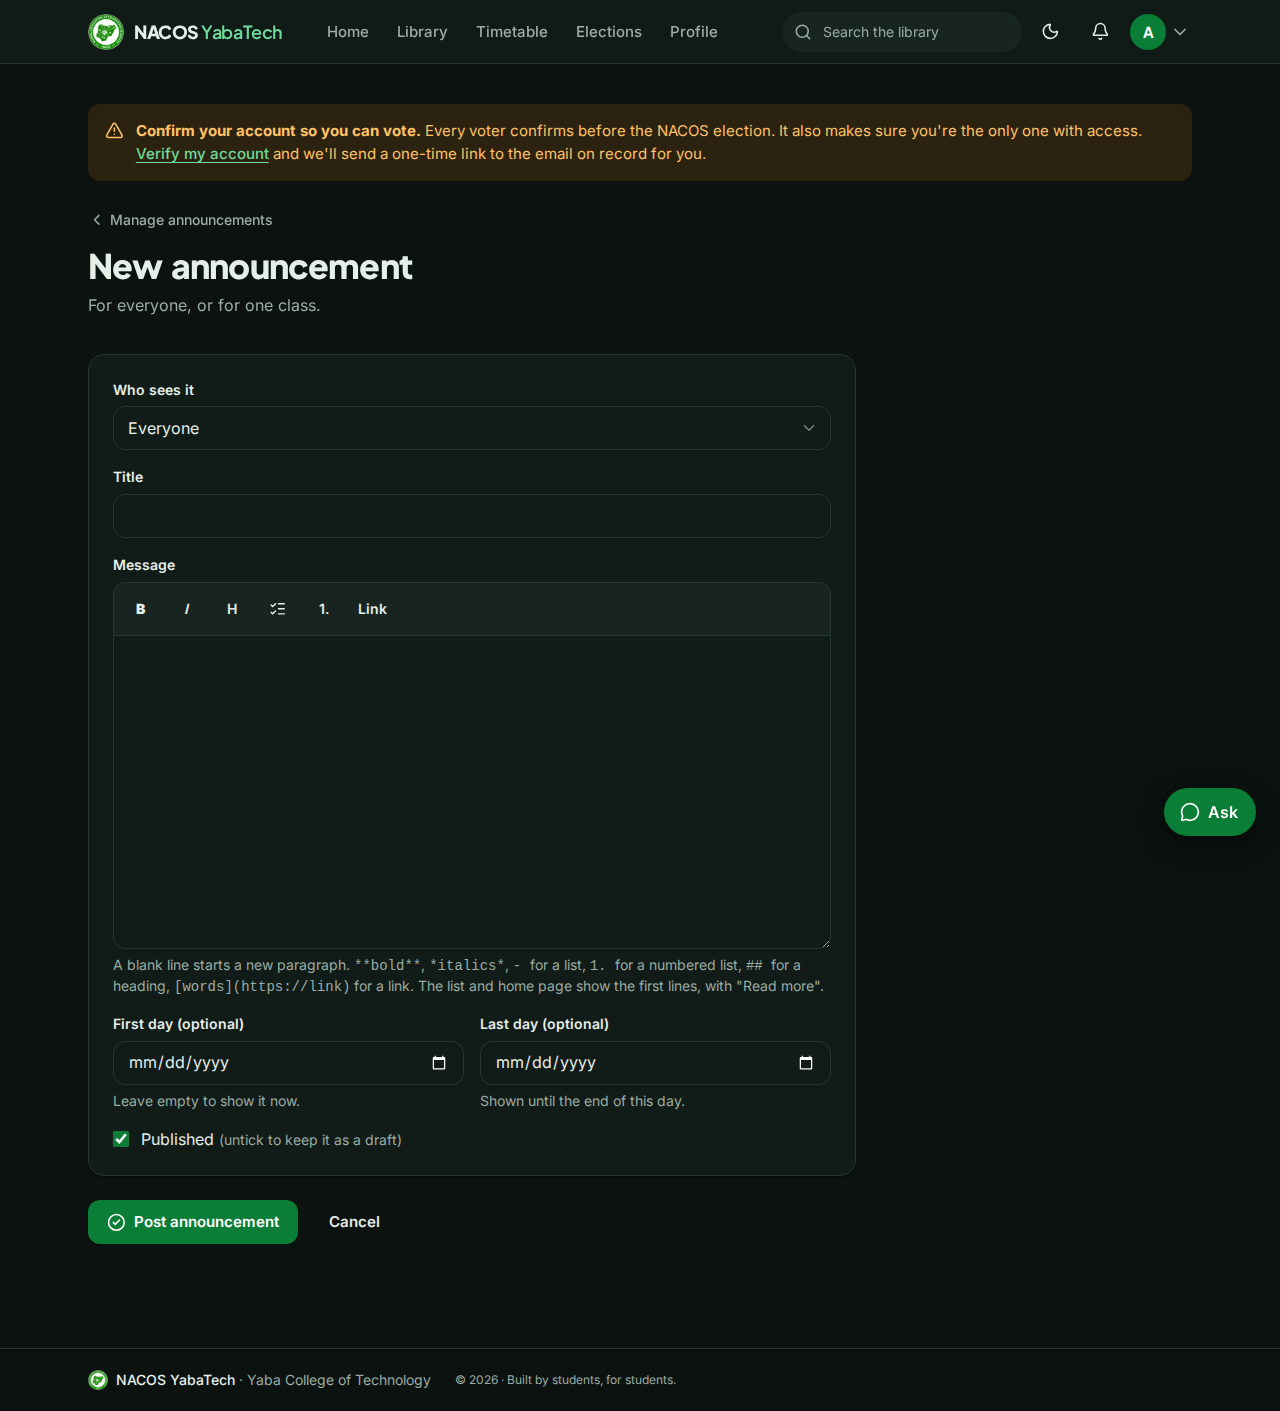 NACOS YabaTech
Home
Library
Timetable
Elections
Profile
Search the library
A
Confirm your account so you can vote. Every voter confirms before the NACOS election. It also makes sure you're the only one with access.
Verify my account and we'll send a one-time link to the email on record for you.
Manage announcements
New announcement
For everyone, or for one class.
Who sees it
Everyone
Title
Message
B I H 1. Link
A blank line starts a new paragraph. **bold**, *italics*, - for a list, 1. for a numbered list, ## for a
heading, [words](https://link) for a link. The list and home page show the first lines, with "Read more".
First day (optional)
Last day (optional)
mm/dd/yyyy
mm/dd/yyyy
Leave empty to show it now.
Shown until the end of this day.
Published (untick to keep it as a draft)
Post announcement
Cancel
Ask
NACOS YabaTech · Yaba College of Technology
© 2026 · Built by students, for students.